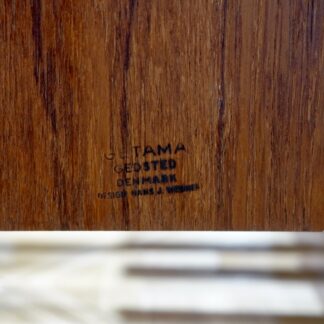 GETAMA
GEDSTED
DENMARK
DESIGN HANS J. WEGNER